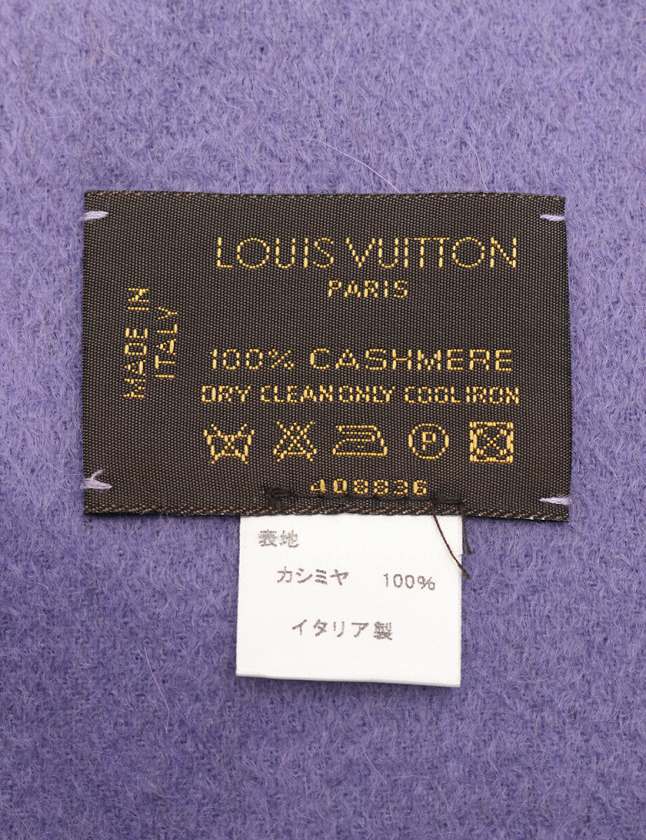 LOUIS VUITTON
PARIS
MADE IN
ITALY
100% CASHMERE
DRY CLEAN ONLY COOL IRON
P
408836
表地
カシミヤ 100%
イタリア製